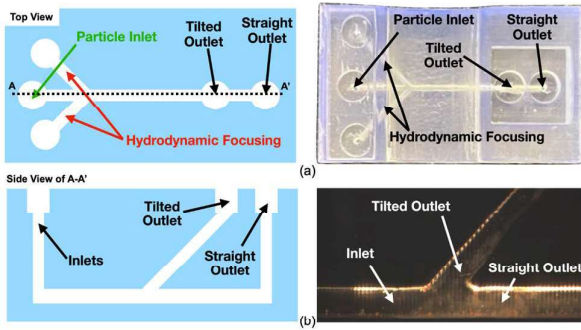 Top View
Particle Inlet
Tilted
Outlet
Straight
Outlet
A
A'
Hydrodynamic Focusing
Particle Inlet
Straight
Outlet
Tilted
Outlet
Hydrodynamic Focusing
(a)
Side View of A-A'
Inlets
Tilted
Outlet
Straight
Outlet
Tilted Outlet
Inlet
Straight Outlet
(b)